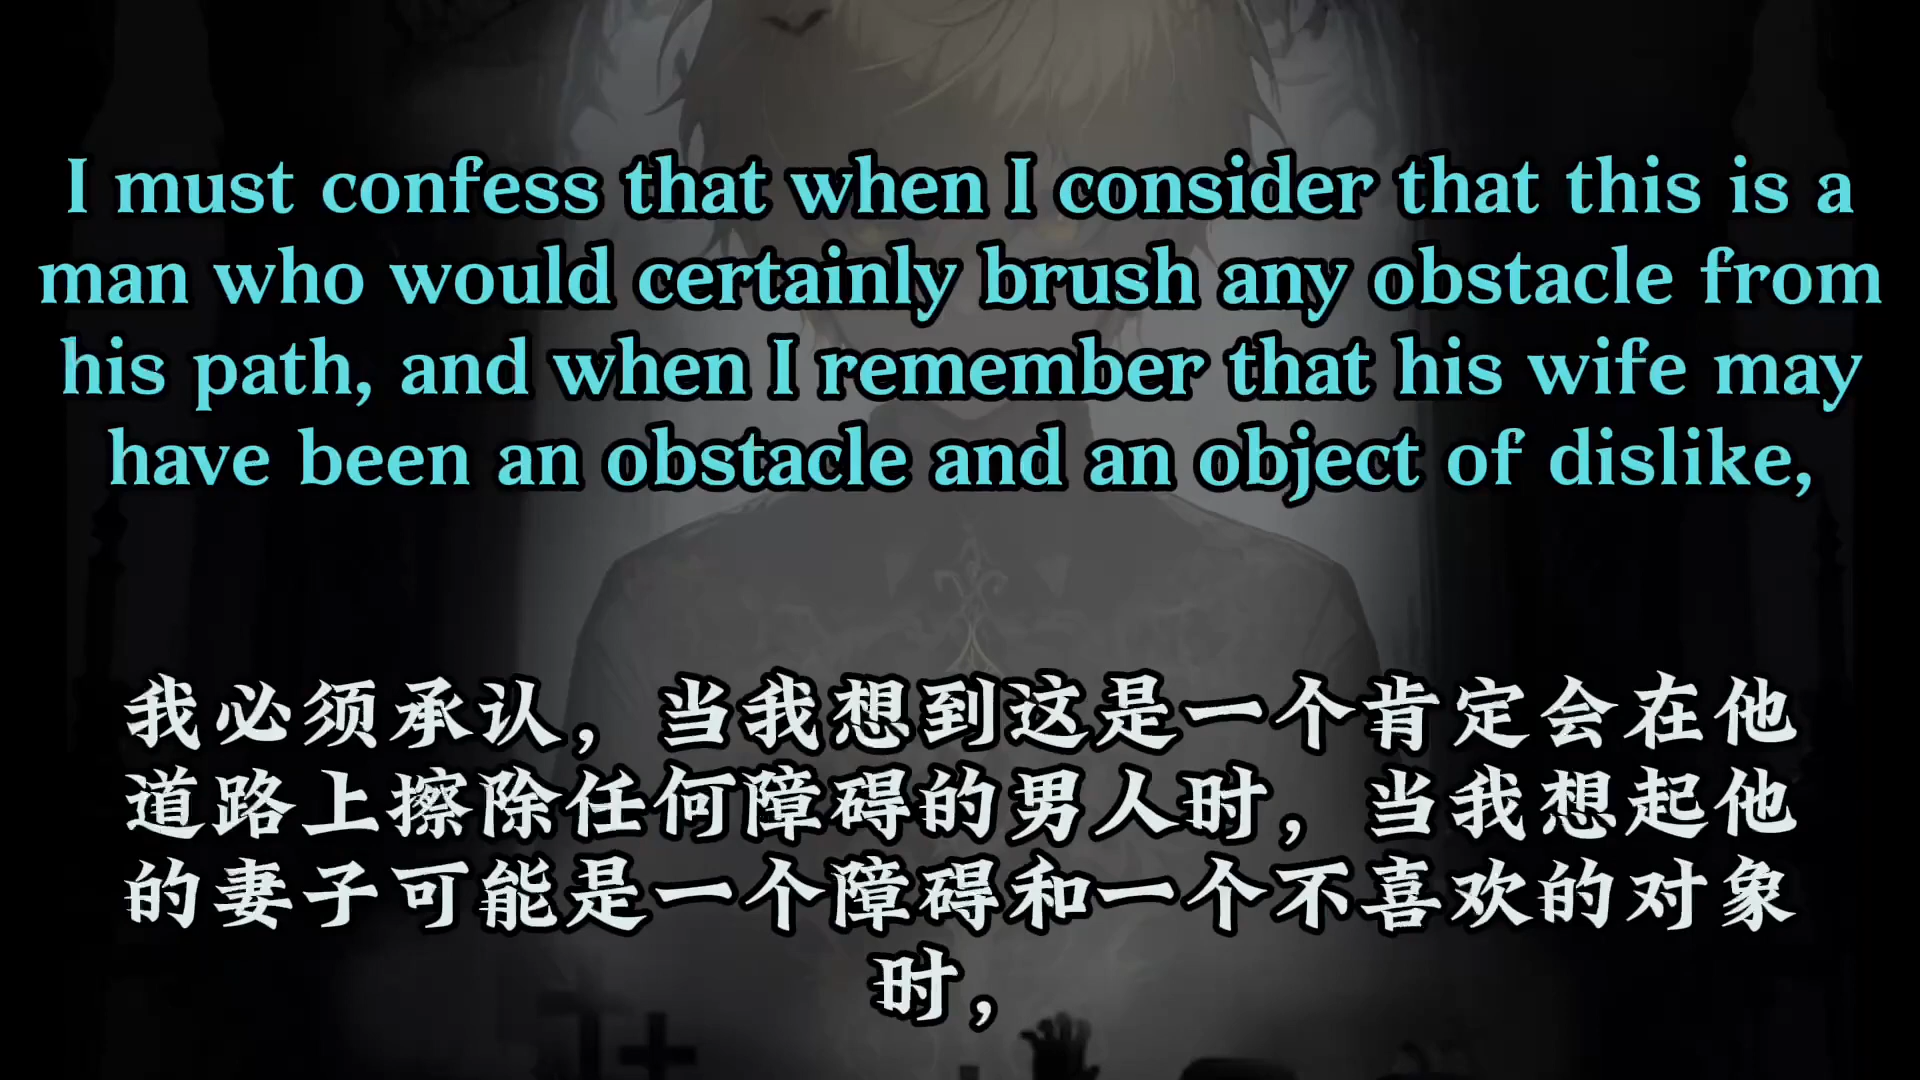 I must confess that when I consider that this is a
man who would certainly brush any obstacle from
his path, and when I remember that his wife may
have been an obstacle and an object of dislike,
我必须承认，当我想到这是一个肯定会在他
道路上擦除任何障碍的男人时，当我想起他
的妻子可能是一个障碍和一个不喜欢的对象
时，